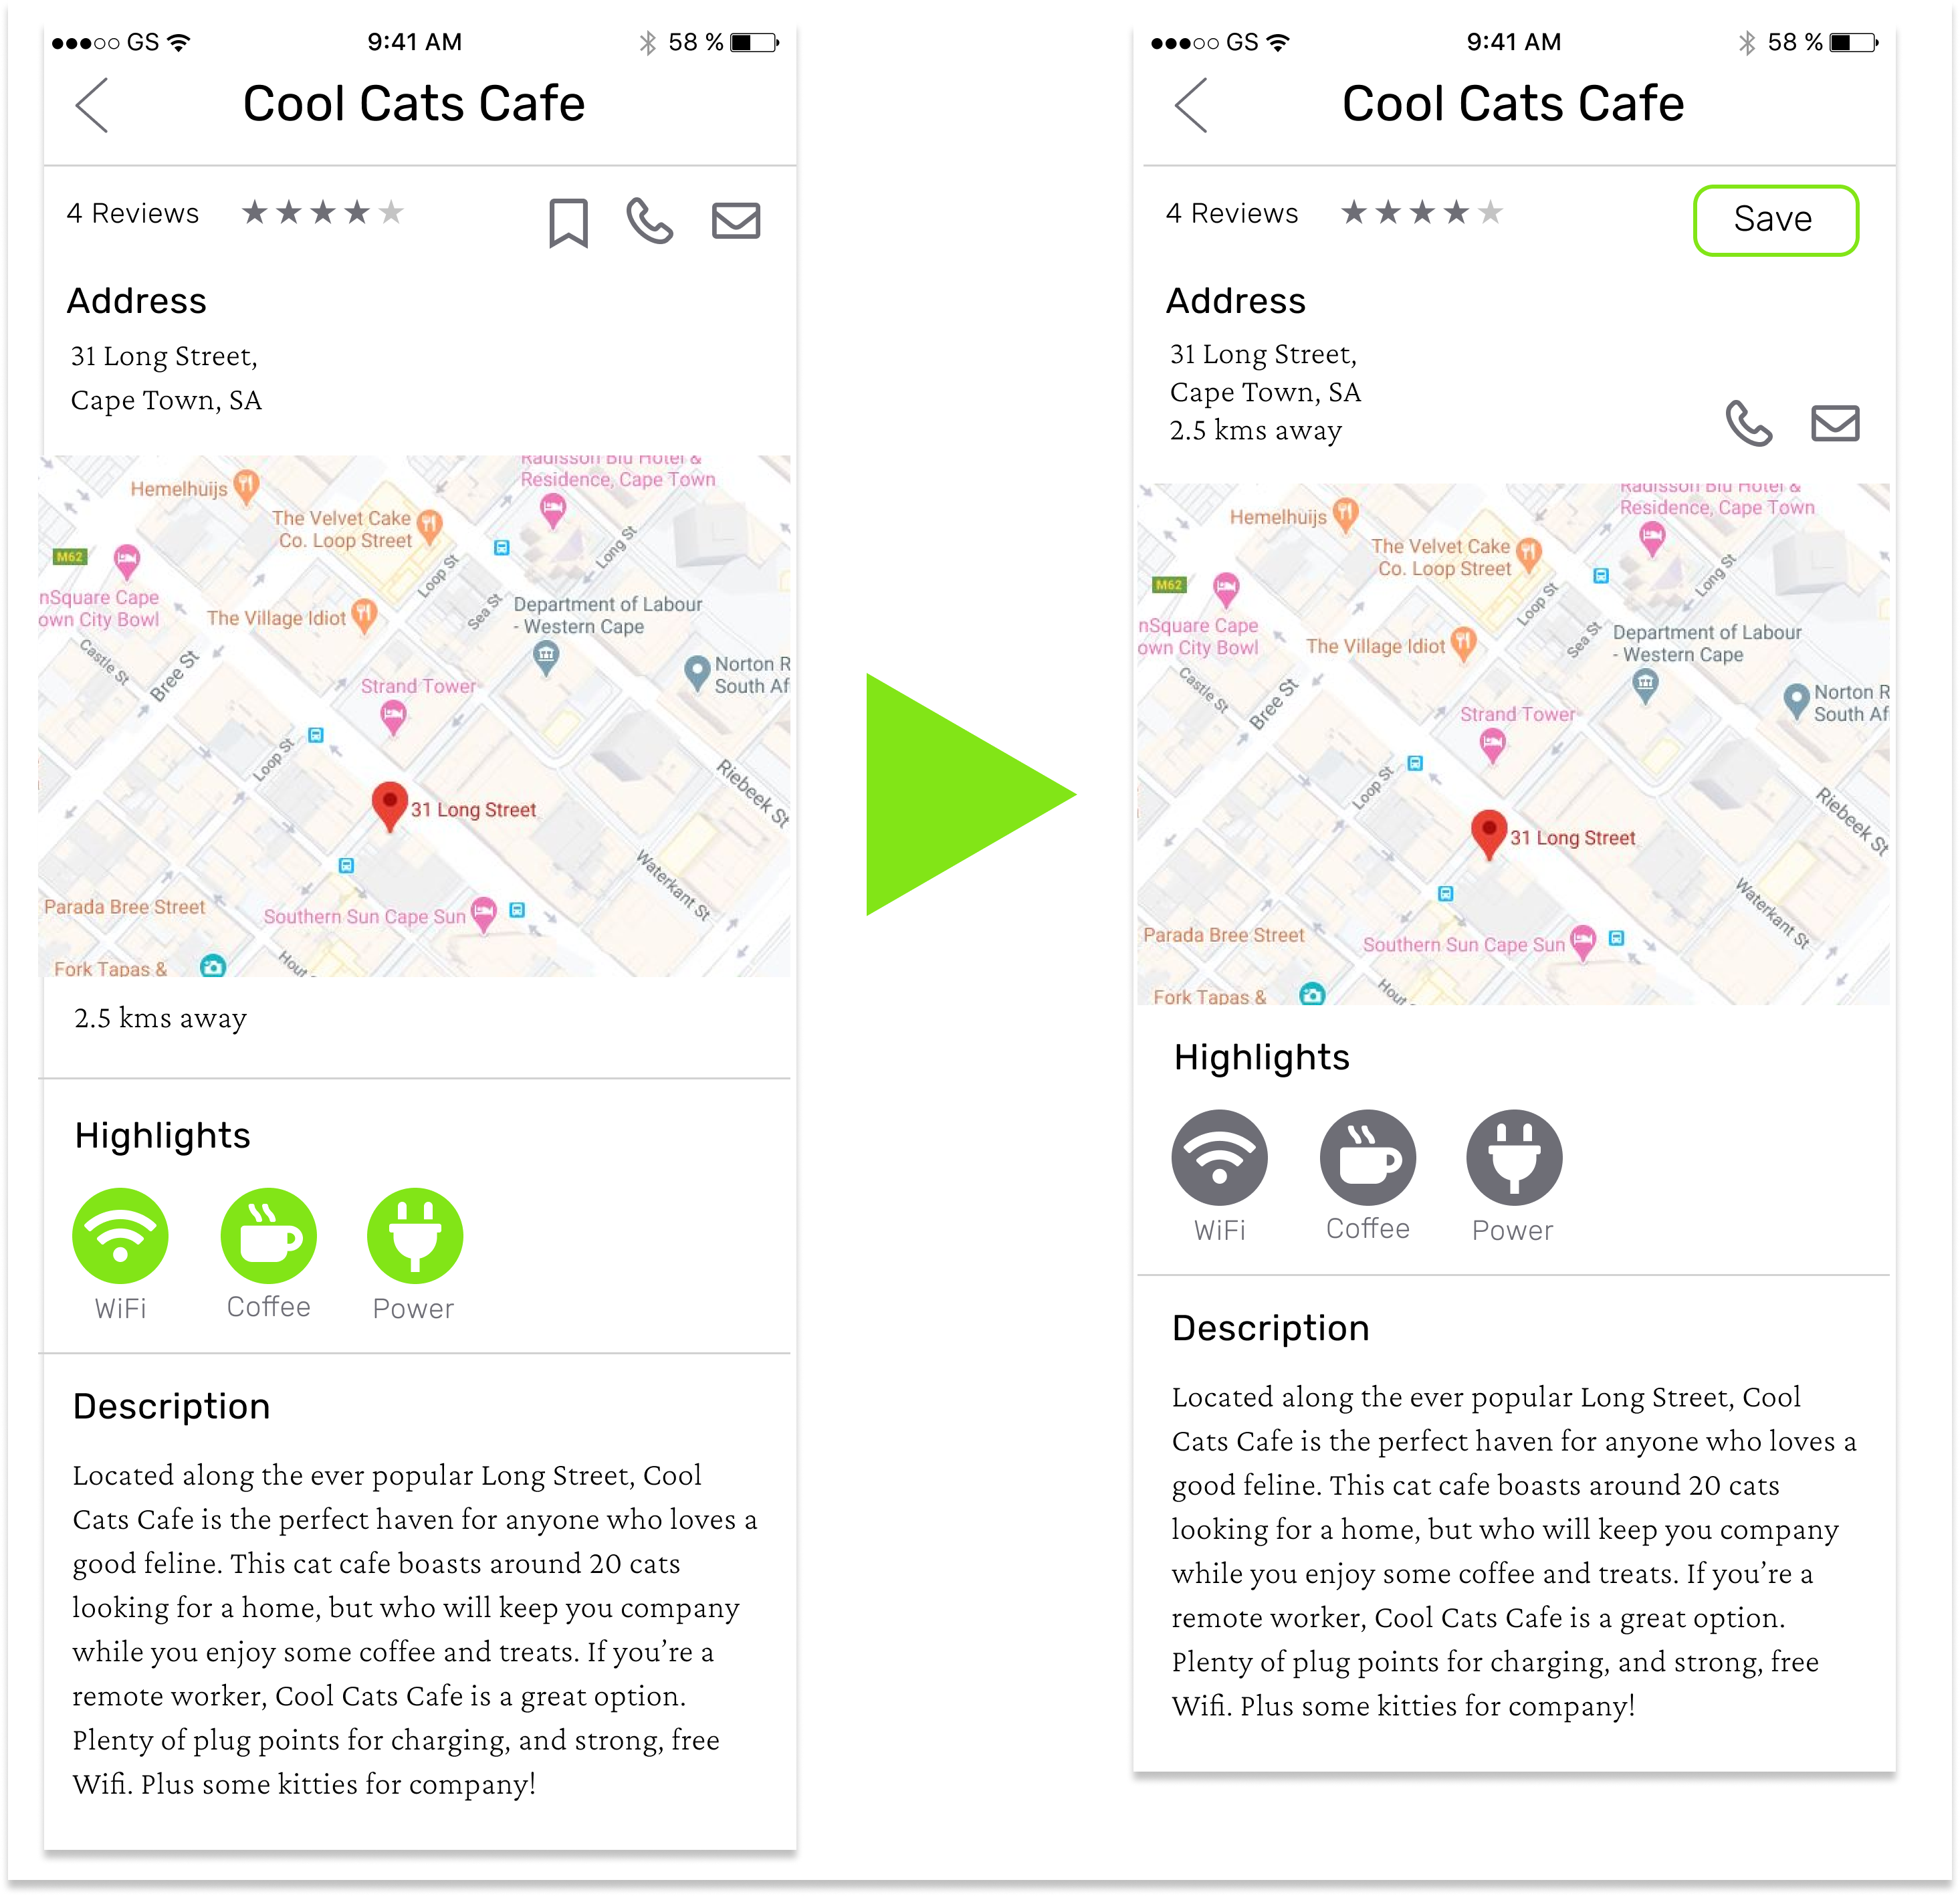 GS 9:41 AM 58 %
Cool Cats Cafe
4 Reviews
Address
31 Long Street,
Cape Town, SA
Radisson Blu Hotel &
Residence, Cape Town
Hemelhuijs
The Velvet Cake
Co. Loop Street
M62
Long St
Loop St
nSquare Cape
own City Bowl
The Village Idiot
Sea St
Department of Labour
- Western Cape
Castle St
Bree St
Norton R
South Af
Strand Tower
Loop St
Riebeek St
31 Long Street
Waterkant St
Parada Bree Street
Southern Sun Cape Sun
Fork Tapas &
Hout
2.5 kms away
Highlights
WiFi Coffee Power
Description
Located along the ever popular Long Street, Cool
Cats Cafe is the perfect haven for anyone who loves a
good feline. This cat cafe boasts around 20 cats
looking for a home, but who will keep you company
while you enjoy some coffee and treats. If you’re a
remote worker, Cool Cats Cafe is a great option.
Plenty of plug points for charging, and strong, free
Wifi. Plus some kitties for company!
GS 9:41 AM 58 %
Cool Cats Cafe
4 Reviews
Save
Address
31 Long Street,
Cape Town, SA
2.5 kms away
Radisson Blu Hotel &
Residence, Cape Town
Hemelhuijs
The Velvet Cake
Co. Loop Street
M62
Long St
Loop St
nSquare Cape
own City Bowl
The Village Idiot
Sea St
Department of Labour
- Western Cape
Castle St
Bree St
Norton R
South Af
Strand Tower
Loop St
Riebeek St
31 Long Street
Waterkant St
Parada Bree Street
Southern Sun Cape Sun
Fork Tapas &
Hout
Highlights
WiFi Coffee Power
Description
Located along the ever popular Long Street, Cool
Cats Cafe is the perfect haven for anyone who loves a
good feline. This cat cafe boasts around 20 cats
looking for a home, but who will keep you company
while you enjoy some coffee and treats. If you’re a
remote worker, Cool Cats Cafe is a great option.
Plenty of plug points for charging, and strong, free
Wifi. Plus some kitties for company!